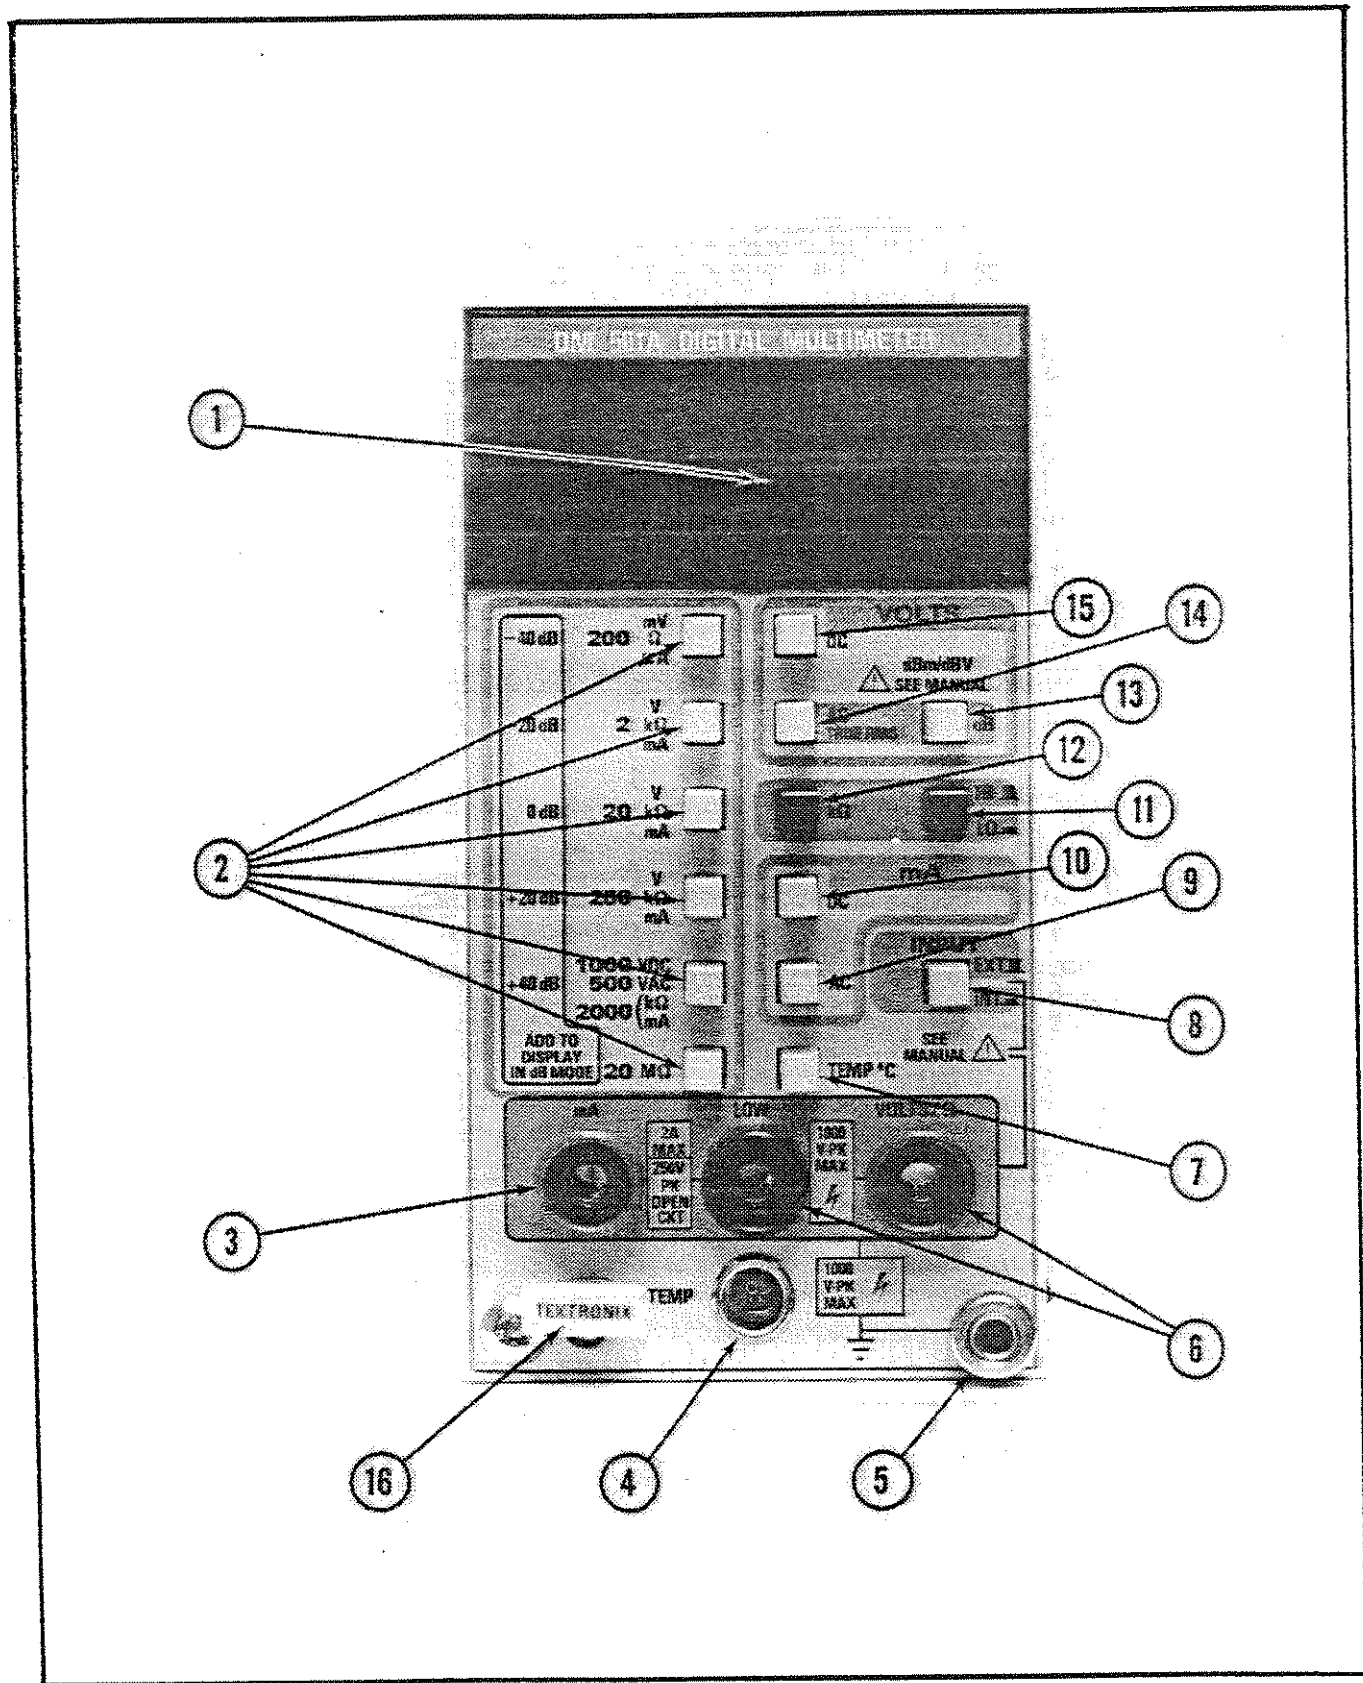 DM 501A DIGITAL MULTIMETER
1
15
14
13
12
11
10
9
8
7
6
5
4
16
3
2
−40 dB
200 mV Ω
2 V kΩ mA
0 dB
20 V kΩ mA
+20 dB
200 V kΩ mA
+40 dB
1000 VDC
500 VAC
2000 (kΩ mA
ADD TO
DISPLAY
IN dB MODE
20 MΩ
VOLTS
DC
dBm/dBV
SEE MANUAL
dB
kΩ
mA
DC
AC
INPUT
EXT
INT
SEE
MANUAL
TEMP °C
mA
LOW
VOLTS/Ω
2A
MAX
250V
PK
OPEN
CKT
1000
V-PK
MAX
TEMP
1000
V-PK
MAX
TEKTRONIX